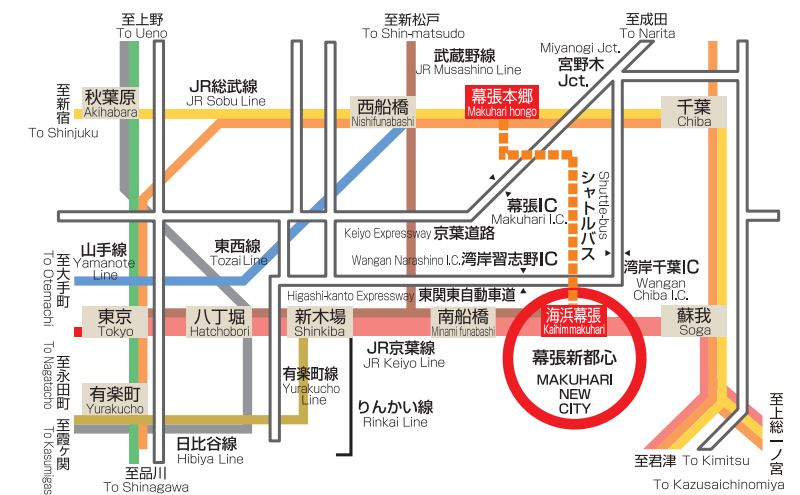 至上野
To Ueno
至新松戸
To Shin-matsudo
至成田
To Narita
至新宿
To Shinjuku
秋葉原
Akihabara
JR総武線
JR Sobu Line
武蔵野線
JR Musashino Line
Miyanogi Jct.
宮野木
Jct.
西船橋
Nishifunabashi
幕張本郷
Makuhari hongo
千葉
Chiba
Shuttle-bus
シャトルバス
幕張IC
Makuhari I.C.
Keiyo Expressway 京葉道路
山手線
Yamanote
Line
東西線
Tozai Line
Wangan Narashino I.C. 湾岸習志野IC
湾岸千葉IC
Wangan
Chiba I.C.
至大手町
To Otemachi
Higashi-kanto Expressway 東関東自動車道
東京
Tokyo
八丁堀
Hatchobori
新木場
Shinkiba
南船橋
Minami funabashi
海浜幕張
Kaihim makuhari
蘇我
Soga
JR京葉線
JR Keiyo Line
幕張新都心
MAKUHARI
NEW
CITY
至永田町
To Nagatacho
有楽町
Yurakucho
有楽町線
Yurakucho
Line
りんかい線
Rinkai Line
至霞ヶ関
To Kasumigas
日比谷線
Hibiya Line
至品川
To Shinagawa
至君津 To Kimitsu
至上総一ノ宮
To Kazusaichinomiya